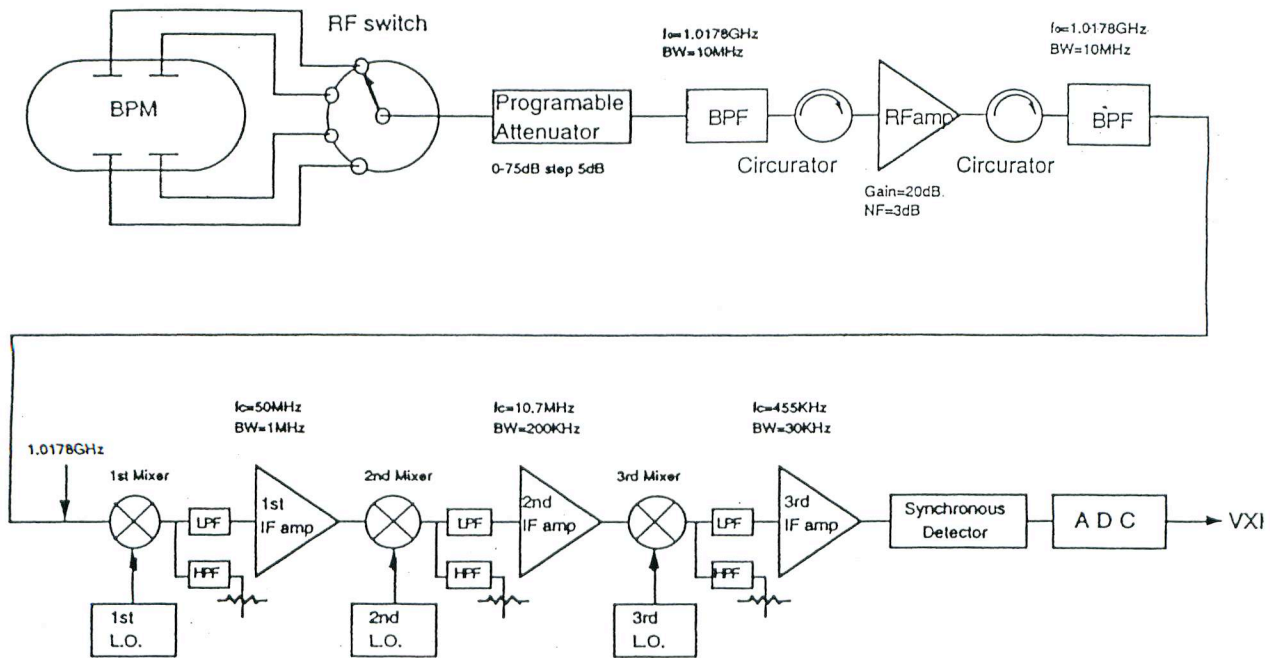 RF switch
BPM
Programable
Attenuator
0-75dB step 5dB
fo=1.0178GHz
BW=10MHz
BPF
Circurator
RFamp
Gain=20dB.
NF=3dB
Circurator
fo=1.0178GHz
BW=10MHz
BPF
1.0178GHz
1st Mixer
1st
L.O.
LPF
HPF
fc=50MHz
BW=1MHz
1st
IF amp
2nd Mixer
2nd
L.O.
LPF
HPF
fc=10.7MHz
BW=200KHz
2nd
IF amp
3rd Mixer
3rd
L.O.
LPF
HPF
fc=455KHz
BW=30KHz
3rd
IF amp
Synchronous
Detector
ADC
VXI